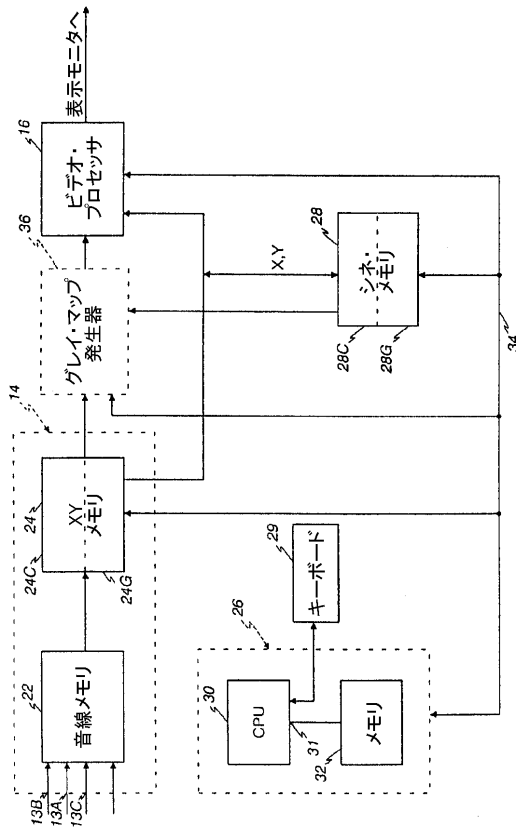 13B
13A
13C
22
音線メモリ
24C
24
XY
メモリ
24G
14
36
グレイ・マップ
発生器
16
ビデオ・
プロセッサ
表示モニタへ
X,Y
28
シネ・
メモリ
28C
28G
26
30
CPU
31
32
メモリ
29
キーボード
34